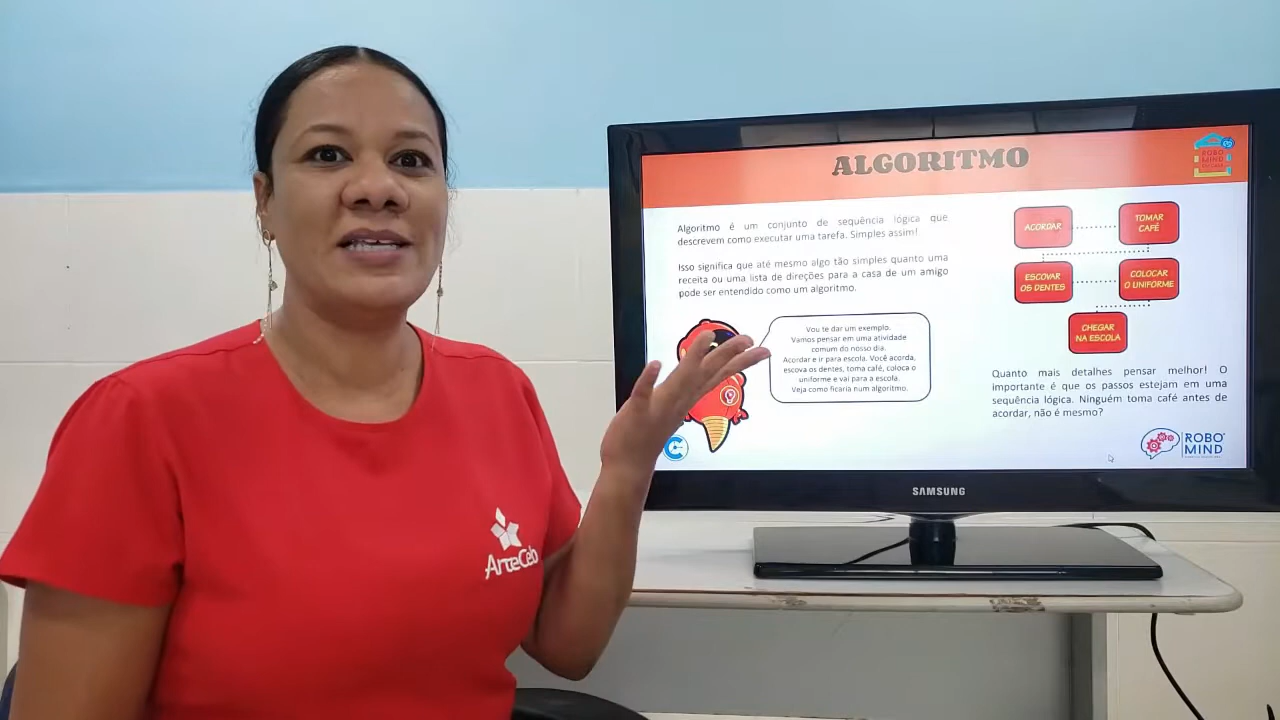 ALGORITMO
ROBO
MIND
Algoritmo é um conjunto de sequência lógica que
descrevem como executar uma tarefa. Simples assim!
Isso significa que até mesmo algo tão simples quanto uma
receita ou uma lista de direções para a casa de um amigo
pode ser entendido como um algoritmo.
Vou te dar um exemplo.
Vamos pensar em uma atividade
comum do nosso dia.
Acordar e ir para escola. Você acorda,
escova os dentes, toma café, coloca o
uniforme e vai para a escola.
Veja como ficaria num algoritmo.
ACORDAR
TOMAR
CAFÉ
ESCOVAR
OS DENTES
COLOCAR
O UNIFORME
CHEGAR
NA ESCOLA
Quanto mais detalhes pensar melhor! O
importante é que os passos estejam em uma
sequência lógica. Ninguém toma café antes de
acordar, não é mesmo?
ROBO
MIND
SAMSUNG
ArteCeb